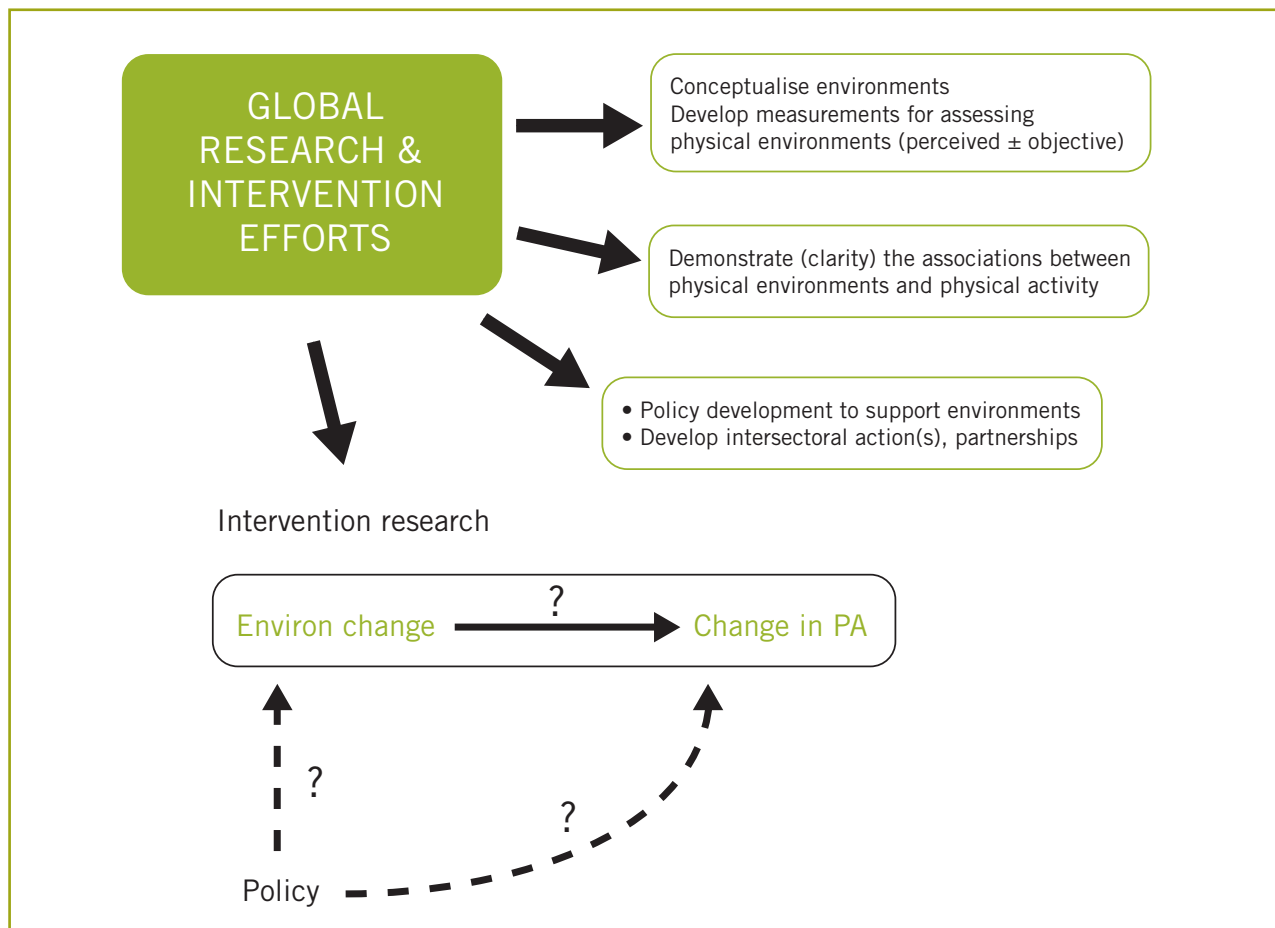 GLOBAL
RESEARCH &
INTERVENTION
EFFORTS
Conceptualise environments
Develop measurements for assessing
physical environments (perceived ± objective)
Demonstrate (clarity) the associations between
physical environments and physical activity
• Policy development to support environments
• Develop intersectoral action(s), partnerships
Intervention research
?
Environ change
Change in PA
?
?
Policy